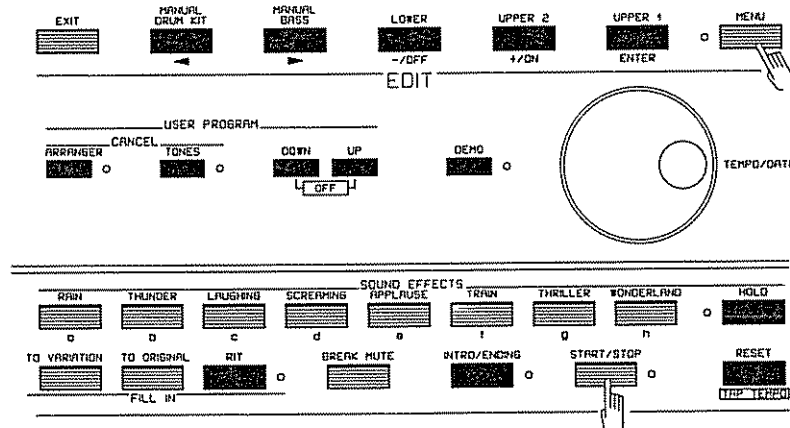 EXIT
MANUAL DRUM KIT
MANUAL BASS
LOWER
UPPER 2
UPPER 1
MENU
-/OFF
+/ON
ENTER
EDIT
USER PROGRAM
CANCEL
ARRANGER
TONES
DOWN
UP
DEMO
OFF
TEMPO/DATA
SOUND EFFECTS
RAIN
THUNDER
LAUGHING
SCREAMING
APPLAUSE
TRAIN
THRILLER
WONDERLAND
HOLD
a
b
c
d
e
f
g
h
TO VARIATION
TO ORIGINAL
RIT
BREAK MUTE
INTRO/ENDING
START/STOP
RESET
FILL IN
TAP TEMPO